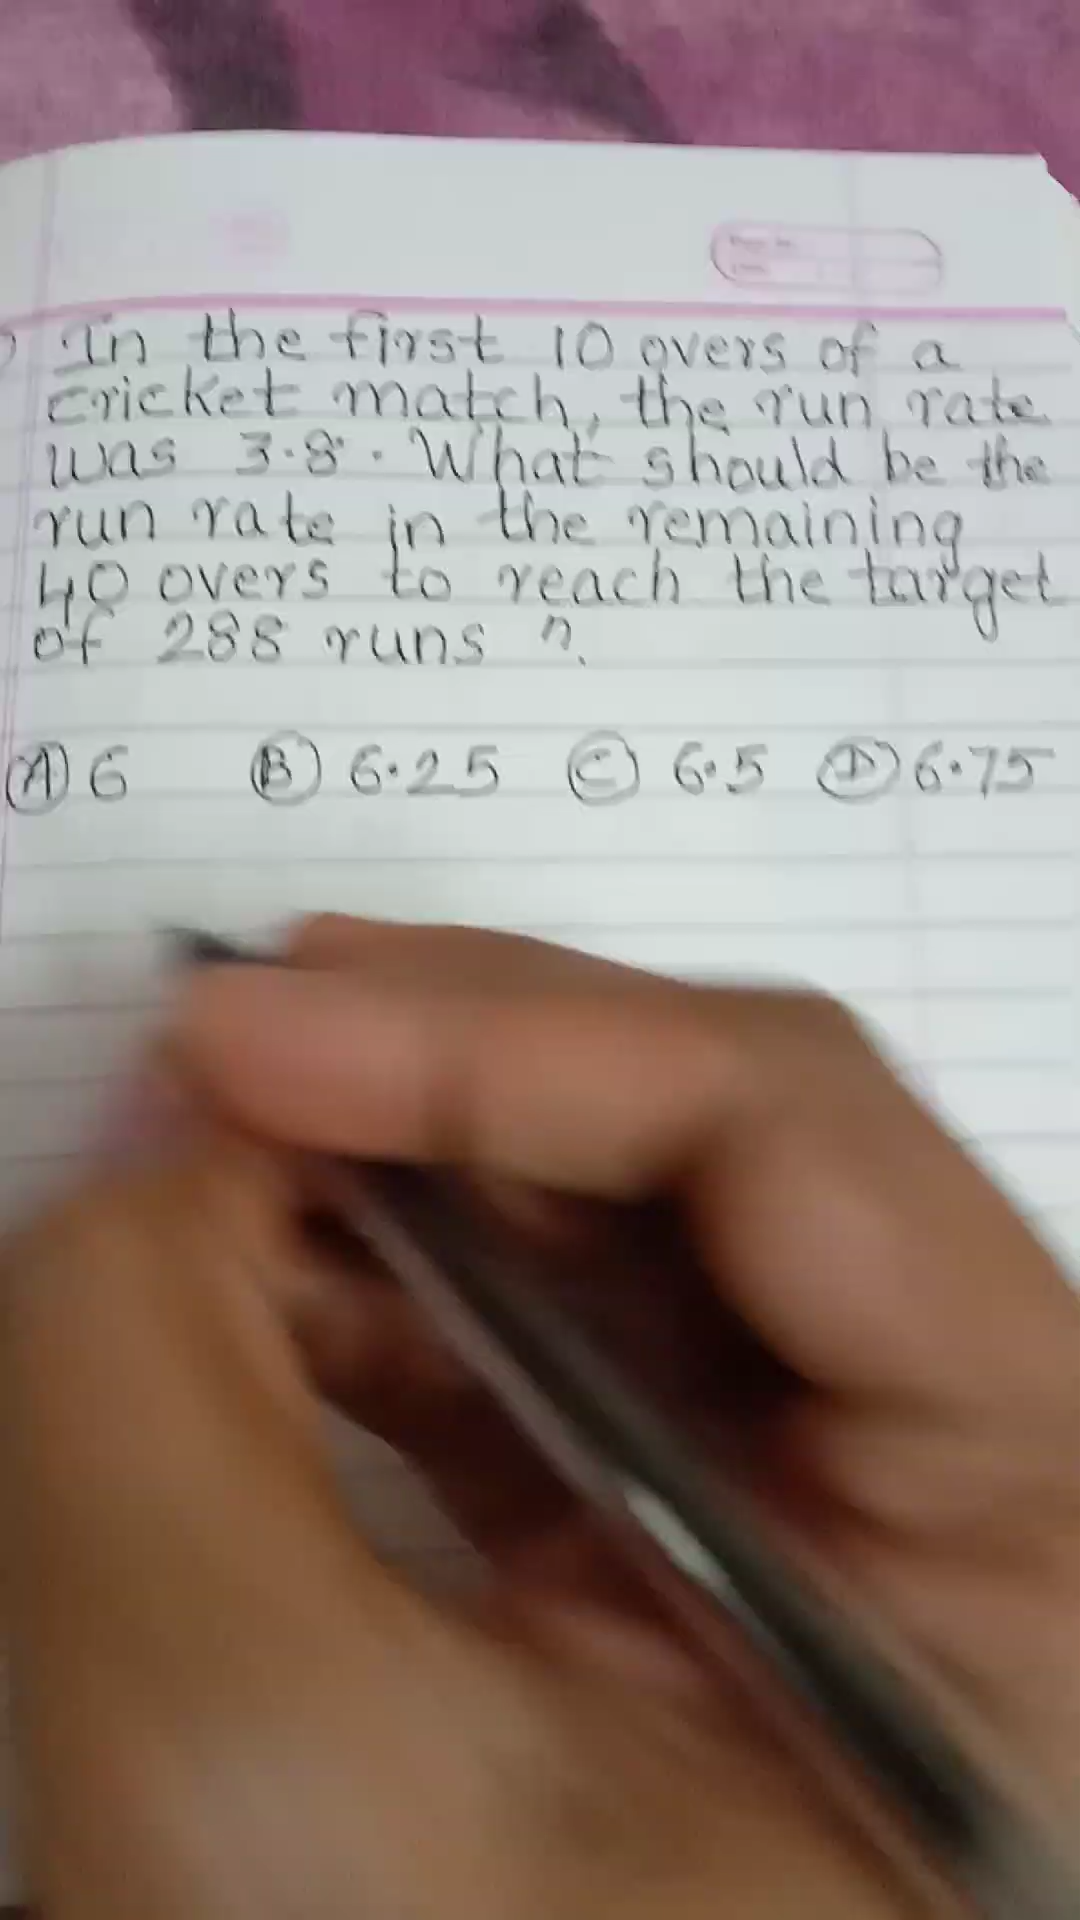 In the first 10 overs of a
cricket match, the run rate
was 3.8. What should be the
run rate in the remaining
40 overs to reach the target
of 288 runs ?
(A) 6 (B) 6.25 (C) 6.5 (D) 6.75